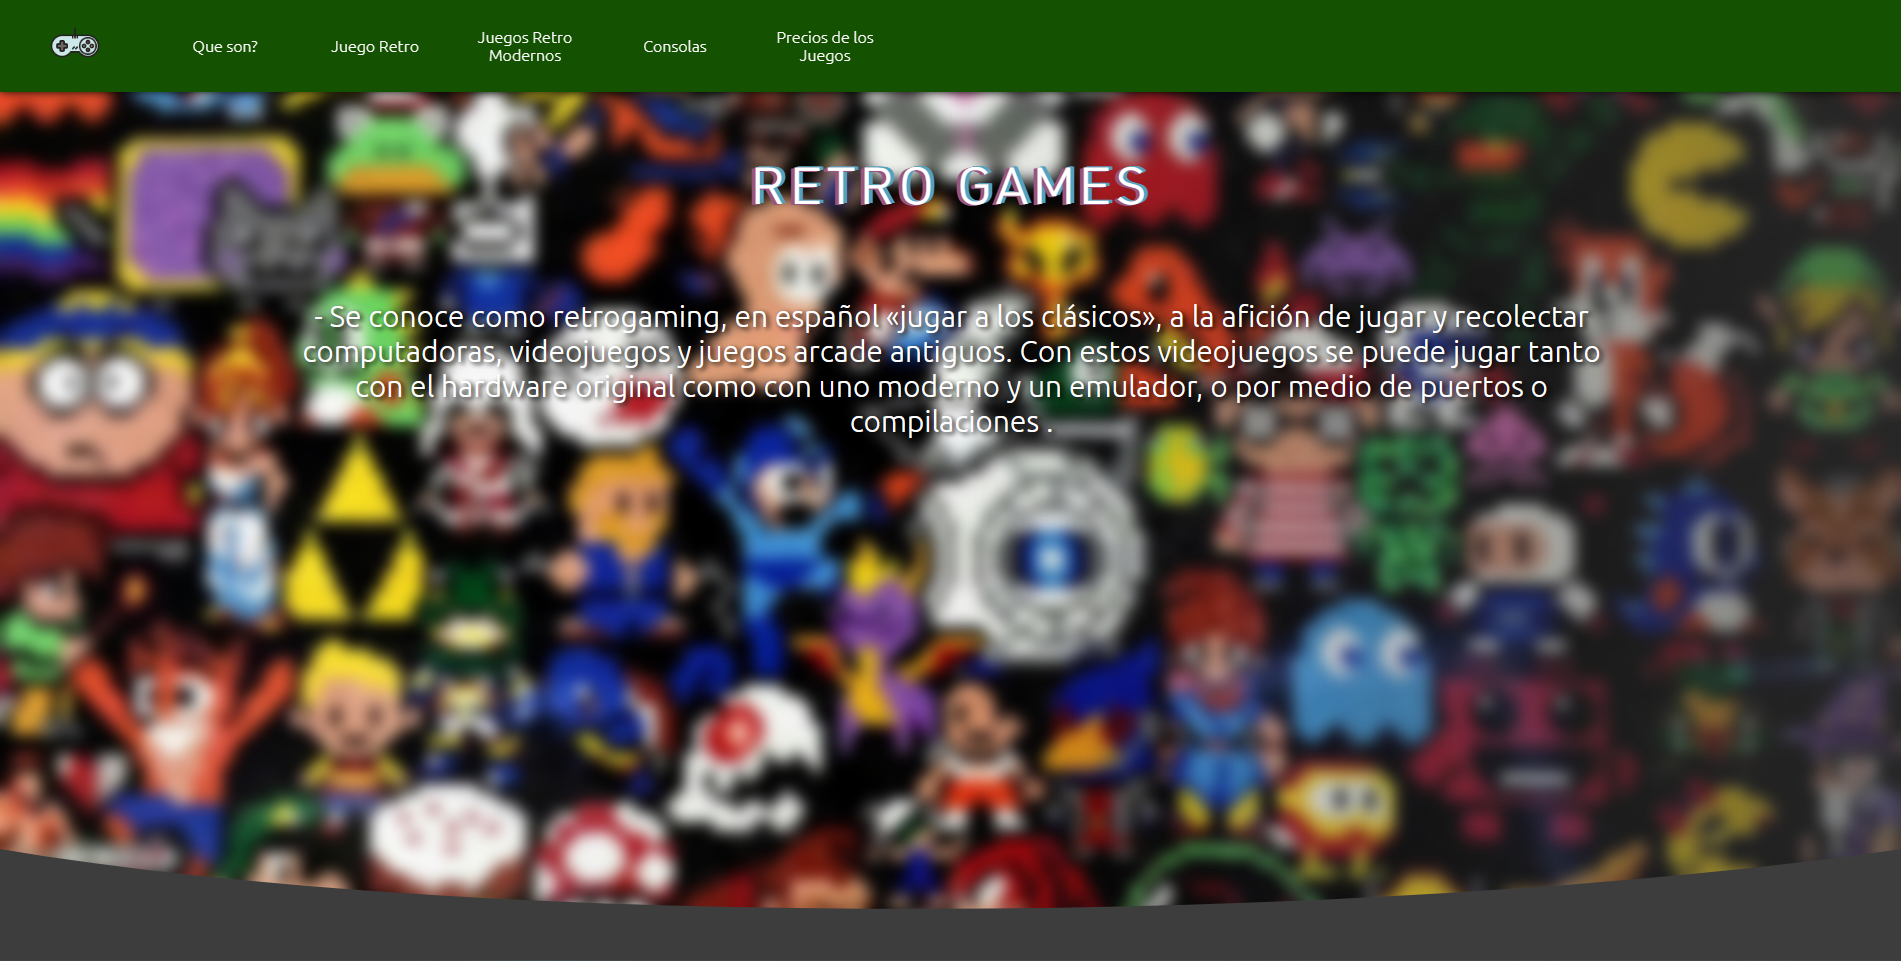 Que son?
Juego Retro
Juegos Retro
Modernos
Consolas
Precios de los
Juegos
RETRO GAMES
- Se conoce como retrogaming, en español «jugar a los clásicos», a la afición de jugar y recolectar
computadoras, videojuegos y juegos arcade antiguos. Con estos videojuegos se puede jugar tanto
con el hardware original como con uno moderno y un emulador, o por medio de puertos o
compilaciones .